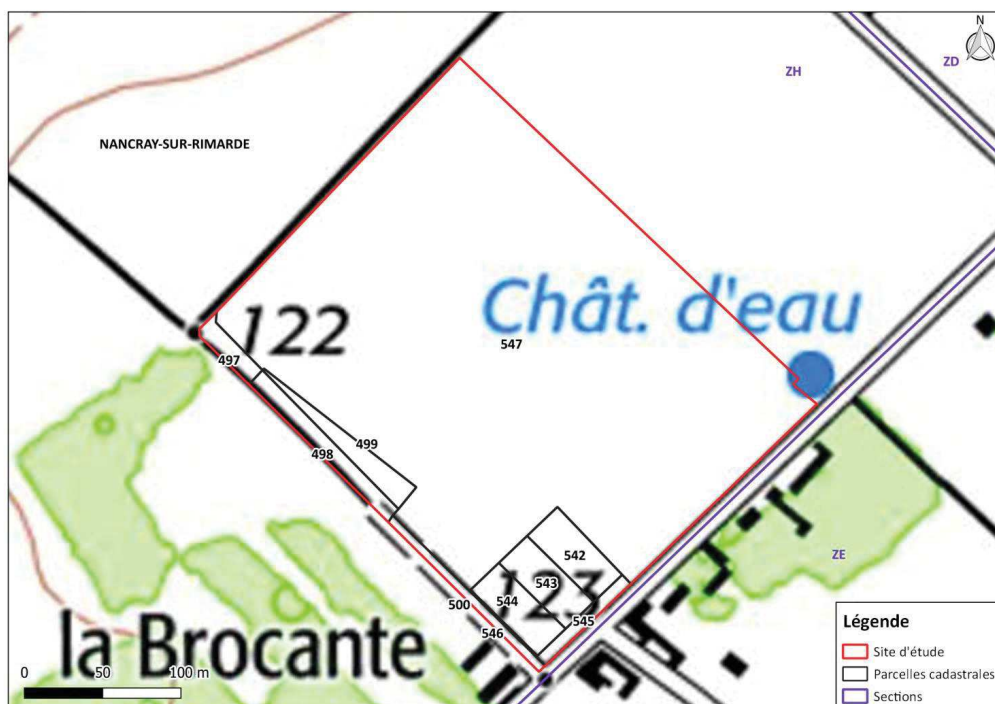 N
ZD
ZH
NANCRAY-SUR-RIMARDE
Chât. d'eau
122
547
497
499
498
542
543
123
544
500
545
546
ZE
la Brocante
0 50 100 m
Légende
Site d'étude
Parcelles cadastrales
Sections